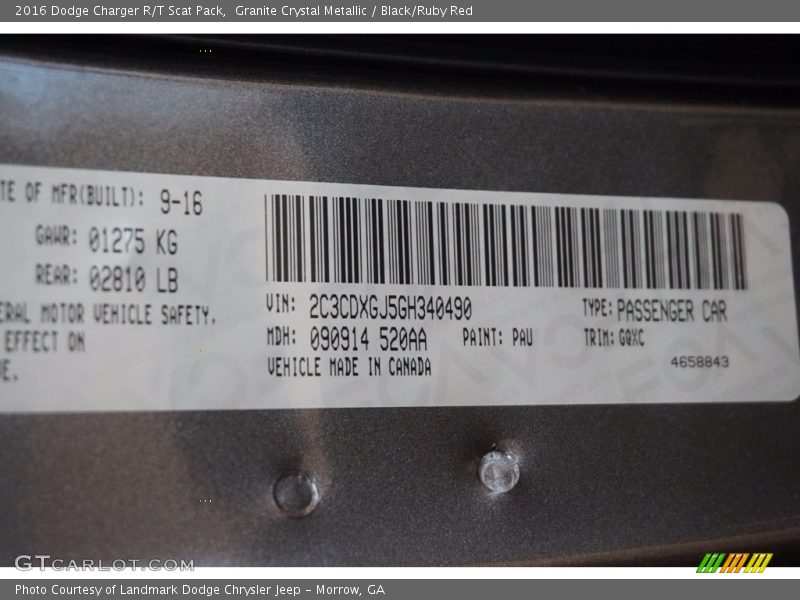 2016 Dodge Charger R/T Scat Pack, Granite Crystal Metallic / Black/Ruby Red
TE OF MFR(BUILT): 9-16
GAWR: 01275 KG
REAR: 02810 LB
ERAL MOTOR VEHICLE SAFETY.
EFFECT ON
VE.
VIN: 2C3CDXGJ5GH340490
TYPE: PASSENGER CAR
MDH: 090914 520AA
PAINT: PAU
TRIM: GQXC
VEHICLE MADE IN CANADA
4658843
GTCARLOT.COM
Photo Courtesy of Landmark Dodge Chrysler Jeep - Morrow, GA